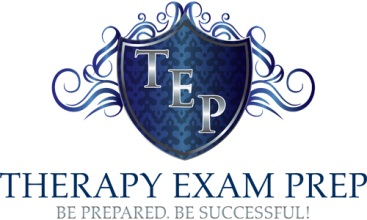 TEP
THERAPY EXAM PREP
BE PREPARED. BE SUCCESSFUL!